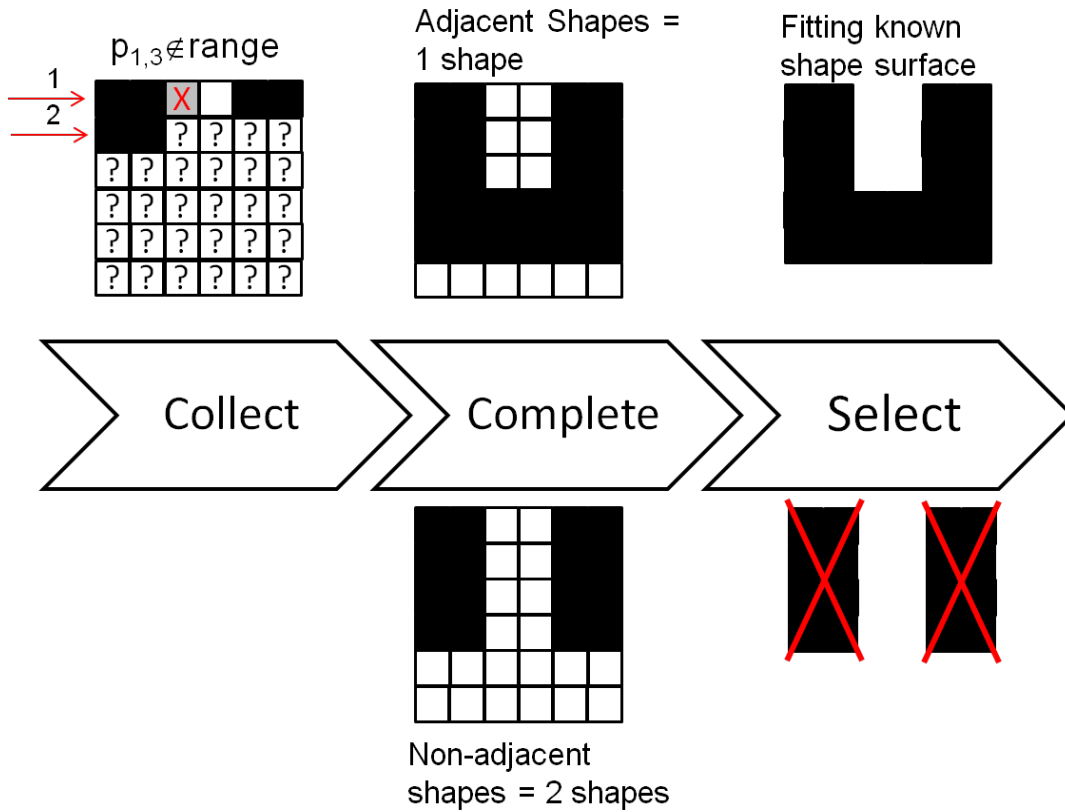 p1,3∉range
1
2
X
? ? ? ?
? ? ? ? ? ?
? ? ? ? ? ?
? ? ? ? ? ?
? ? ? ? ? ?
Adjacent Shapes =
1 shape
Fitting known
shape surface
Collect
Complete
Select
Non-adjacent
shapes = 2 shapes